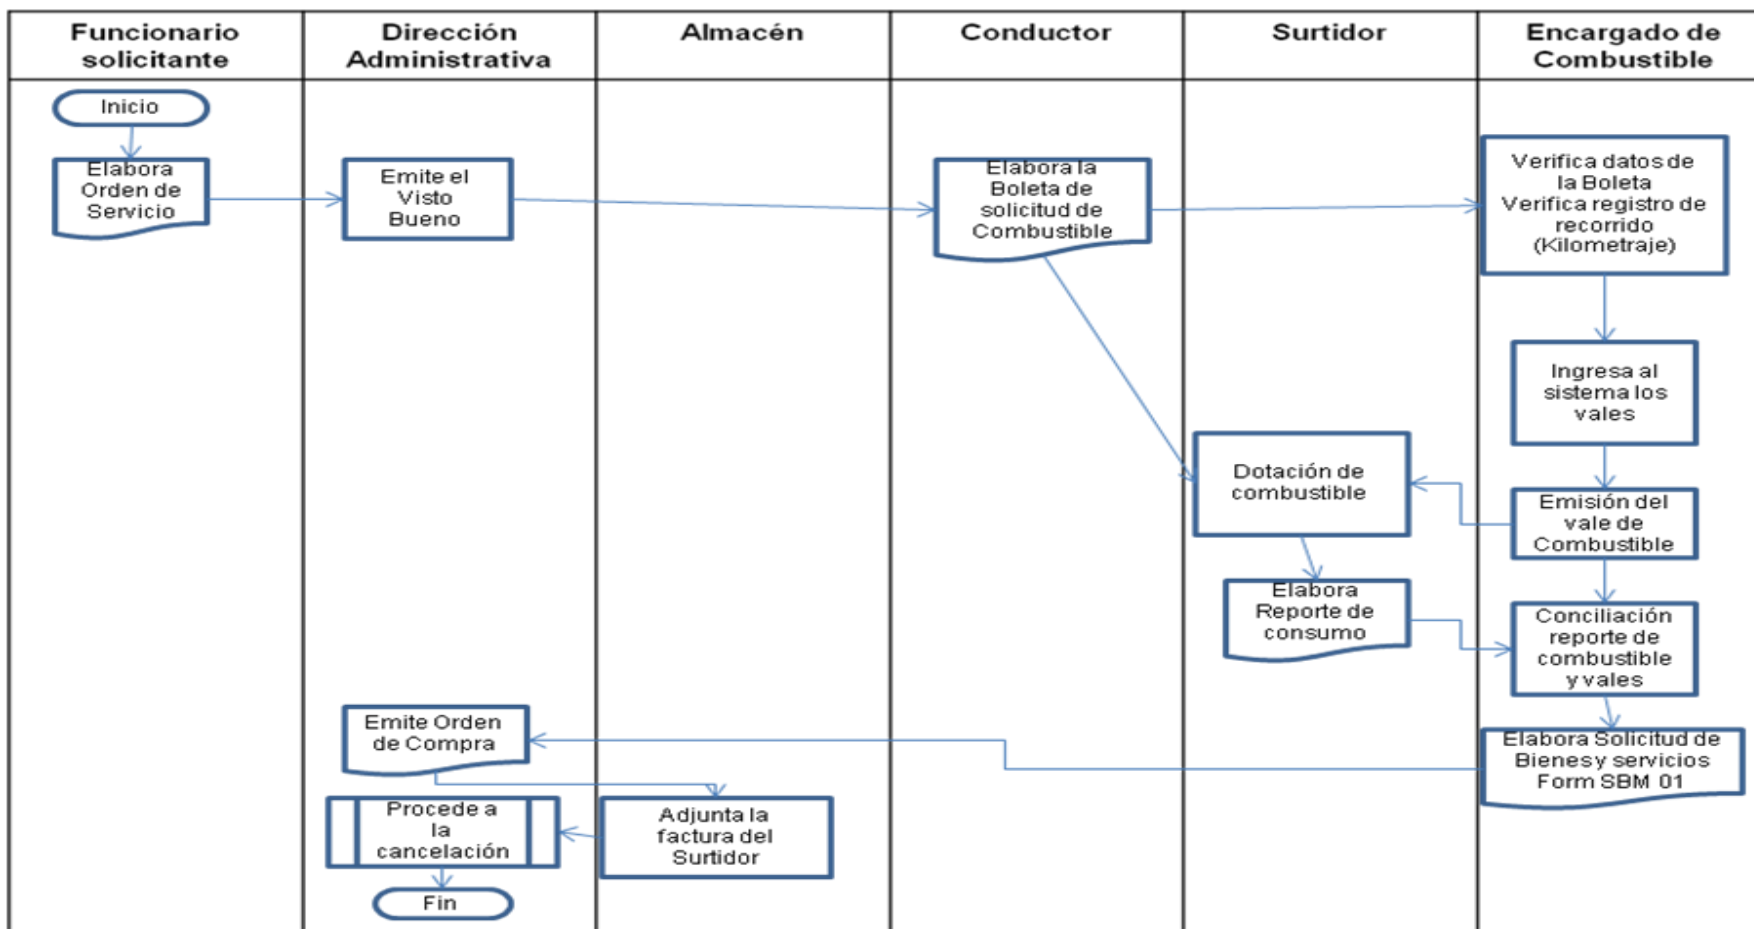 Funcionario
solicitante
Dirección
Administrativa
Almacén
Conductor
Surtidor
Encargado de
Combustible
Inicio
Elabora
Orden de
Servicio
Emite el
Visto
Bueno
Elabora la
Boleta de
solicitud de
Combustible
Verifica datos de
la Boleta
Verifica registro de
recorrido
(Kilometraje)
Ingresa al
sistema los
vales
Dotación de
combustible
Emisión del
vale de
Combustible
Elabora
Reporte de
consumo
Conciliación
reporte de
combustible
y vales
Elabora Solicitud de
Bienes y servicios
Form SBM 01
Emite Orden
de Compra
Adjunta la
factura del
Surtidor
Procede a
la
cancelación
Fin